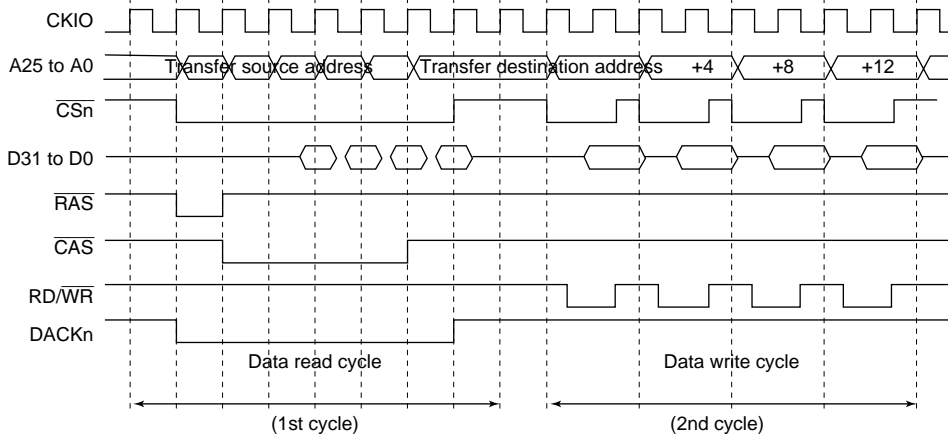 CKIO
A25 to A0
Transfer source address Transfer destination address +4 +8 +12
CSn
D31 to D0
RAS
CAS
RD/WR
DACKn
Data read cycle Data write cycle
(1st cycle) (2nd cycle)